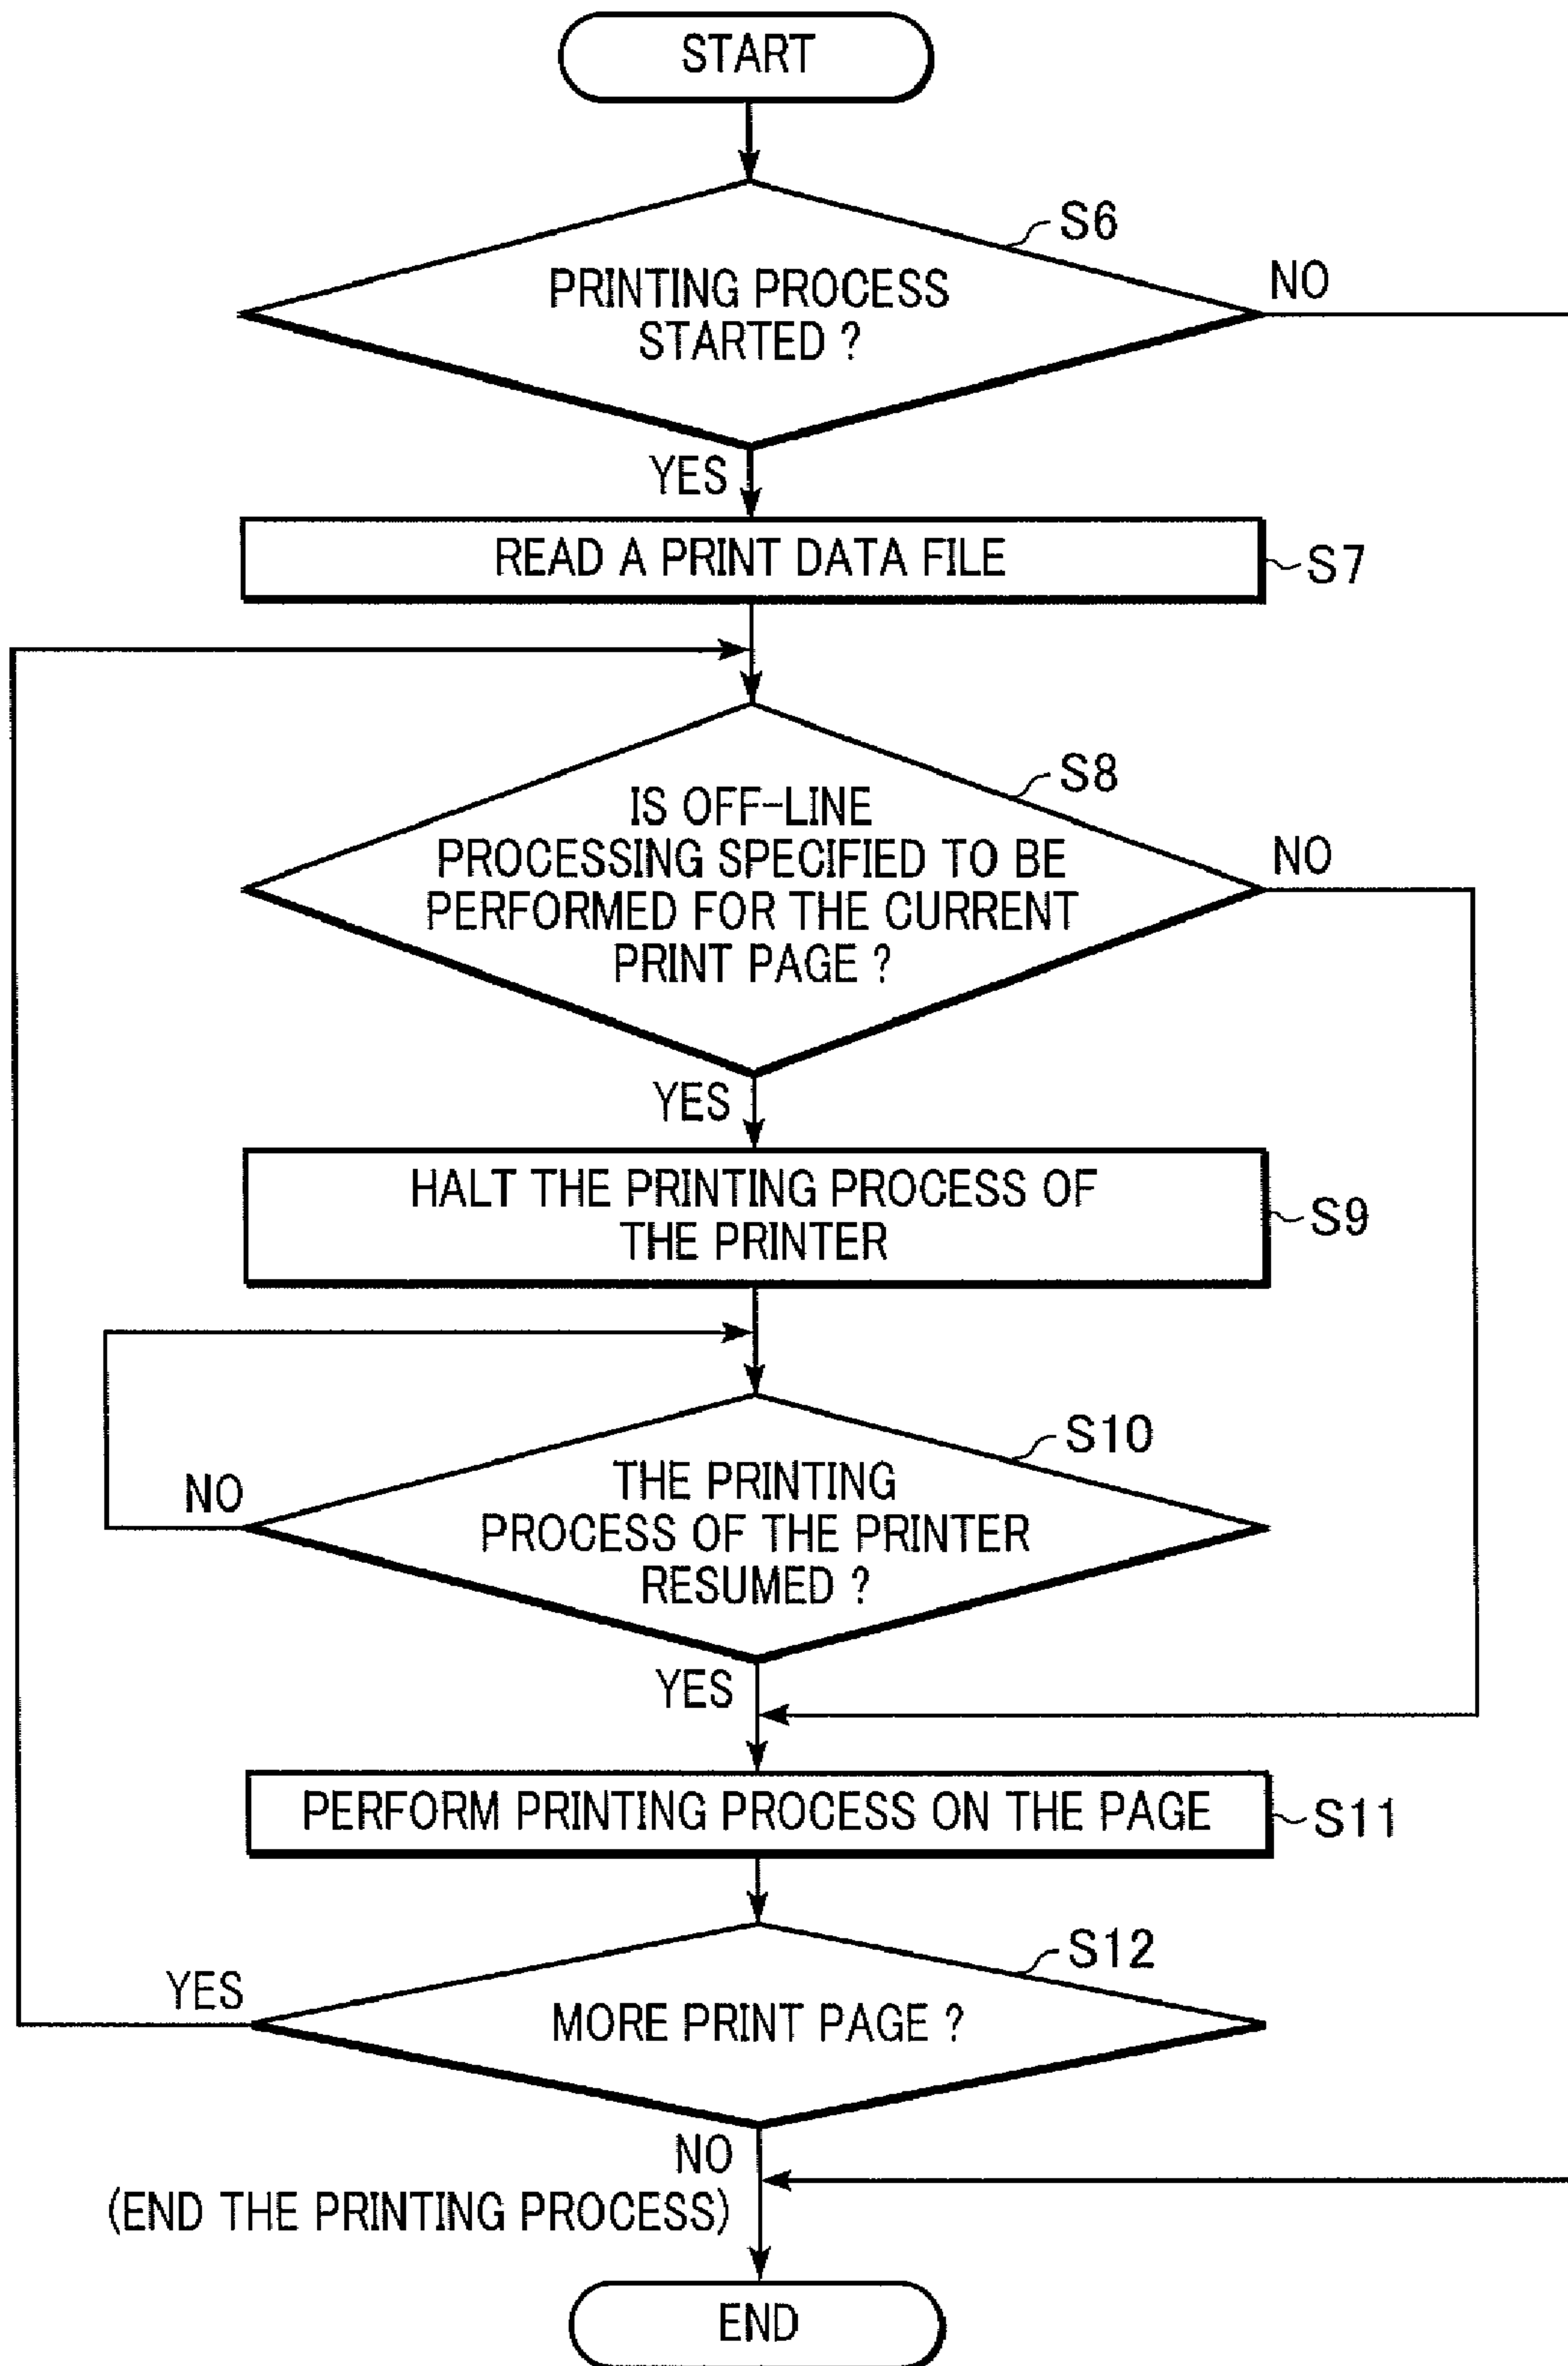 START
S6
PRINTING PROCESS
STARTED ?
NO
YES
READ A PRINT DATA FILE
S7
S8
IS OFF-LINE
PROCESSING SPECIFIED TO BE
PERFORMED FOR THE CURRENT
PRINT PAGE ?
NO
YES
HALT THE PRINTING PROCESS OF
THE PRINTER
S9
S10
THE PRINTING
PROCESS OF THE PRINTER
RESUMED ?
NO
YES
PERFORM PRINTING PROCESS ON THE PAGE
S11
S12
MORE PRINT PAGE ?
YES
NO
(END THE PRINTING PROCESS)
END